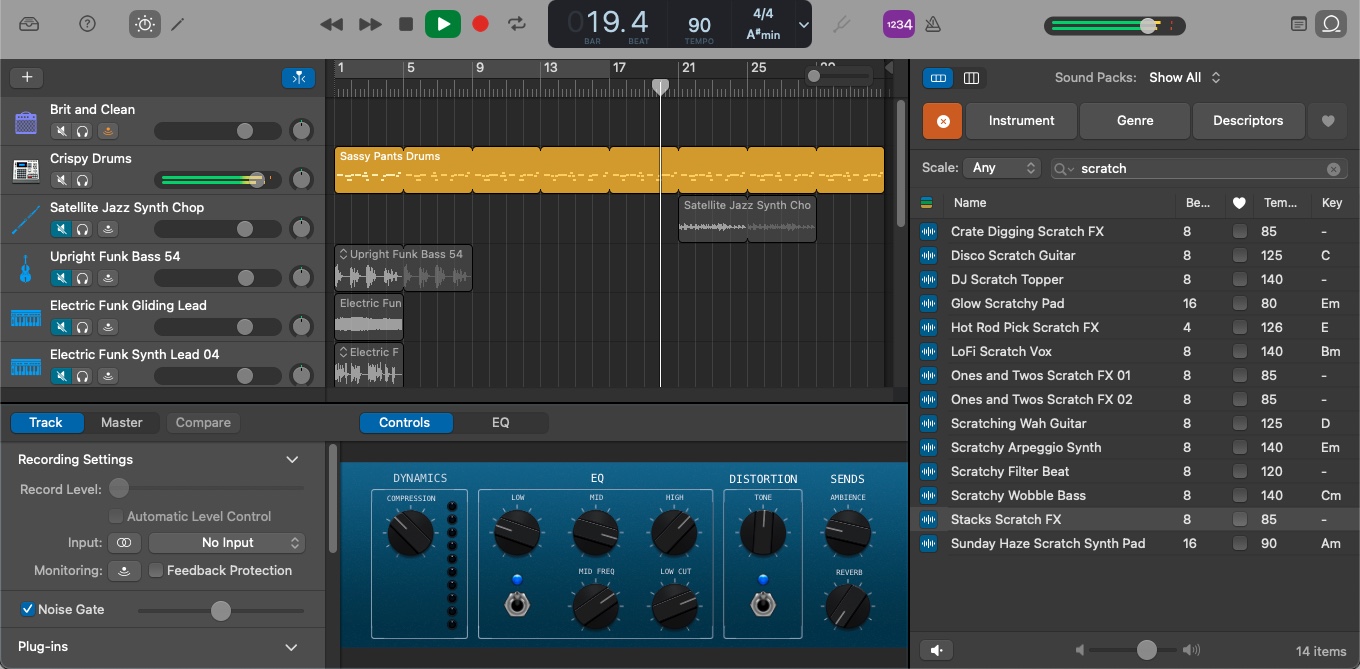 019.4
BAR BEAT
90
TEMPO
4/4
A#min
1234
1 5 9 13 17 21 25
Brit and Clean
Crispy Drums
Satellite Jazz Synth Chop
Upright Funk Bass 54
Electric Funk Gliding Lead
Electric Funk Synth Lead 04
Sassy Pants Drums
Satellite Jazz Synth Cho
Upright Funk Bass 54
Electric Fun
Electric F
Track Master Compare
Controls EQ
Recording Settings
Record Level:
Automatic Level Control
Input: No Input
Monitoring: Feedback Protection
Noise Gate
Plug-ins
DYNAMICS EQ DISTORTION SENDS
COMPRESSION LOW MID HIGH TONE AMBIENCE
MID FREQ LOW CUT REVERB
Sound Packs: Show All
Instrument Genre Descriptors
Scale: Any scratch
Name Be... Tem... Key
Crate Digging Scratch FX 8 85 -
Disco Scratch Guitar 8 125 C
DJ Scratch Topper 8 140 -
Glow Scratchy Pad 16 80 Em
Hot Rod Pick Scratch FX 4 126 E
LoFi Scratch Vox 8 140 Bm
Ones and Twos Scratch FX 01 8 85 -
Ones and Twos Scratch FX 02 8 85 -
Scratching Wah Guitar 8 125 D
Scratchy Arpeggio Synth 8 140 Em
Scratchy Filter Beat 8 120 -
Scratchy Wobble Bass 8 140 Cm
Stacks Scratch FX 8 85 -
Sunday Haze Scratch Synth Pad 16 90 Am
14 items